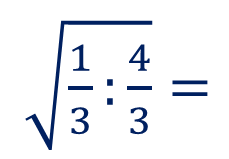 √(1/3 : 4/3) =